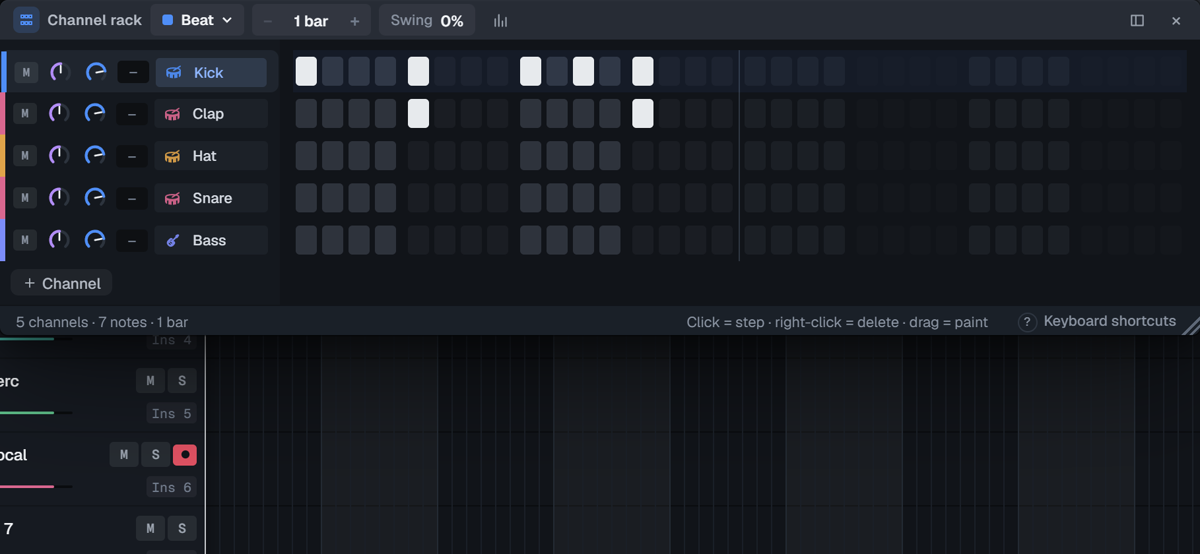 Channel rack Beat − 1 bar + Swing 0%
M – Kick
M – Clap
M – Hat
M – Snare
M – Bass
+ Channel
5 channels · 7 notes · 1 bar Click = step · right-click = delete · drag = paint ? Keyboard shortcuts
Ins 4
erc M S
Ins 5
ocal M S
Ins 6
7 M S